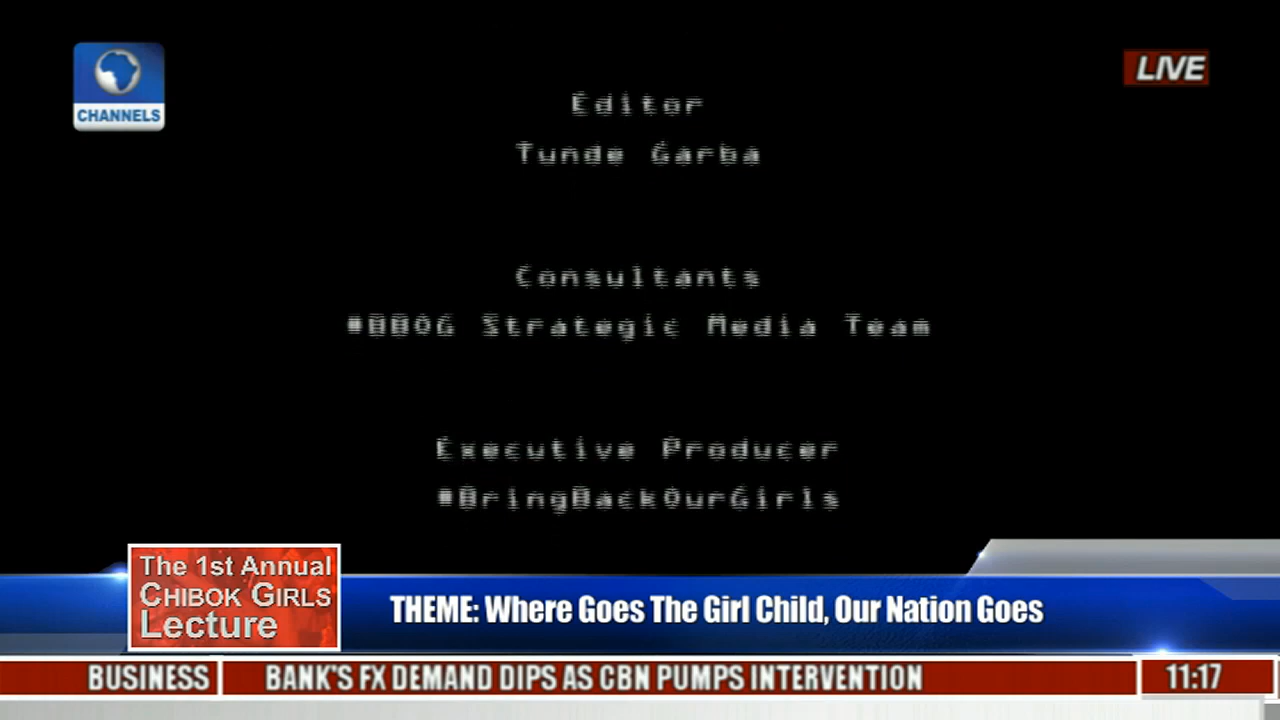 CHANNELS
LIVE
Editor
Tunde Garba
Consultants
#BBOG Strategic Media Team
Executive Producer
#BringBackOurGirls
The 1st Annual
CHIBOK GIRLS
Lecture
THEME: Where Goes The Girl Child, Our Nation Goes
BUSINESS
BANK'S FX DEMAND DIPS AS CBN PUMPS INTERVENTION
11:17